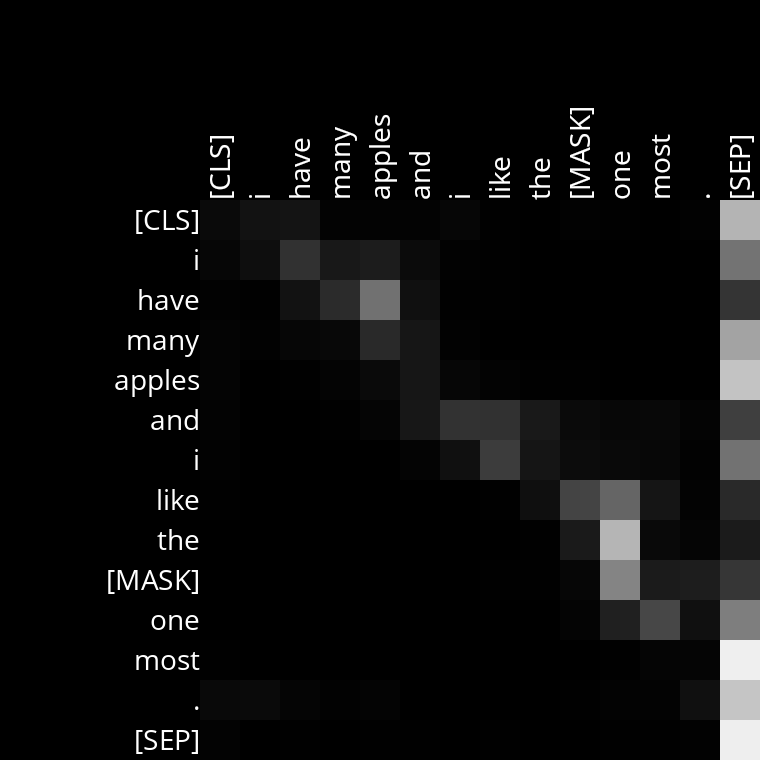 [CLS]
i
have
many
apples
and
i
like
the
[MASK]
one
most
.
[SEP]
[CLS]
i
have
many
apples
and
i
like
the
[MASK]
one
most
.
[SEP]